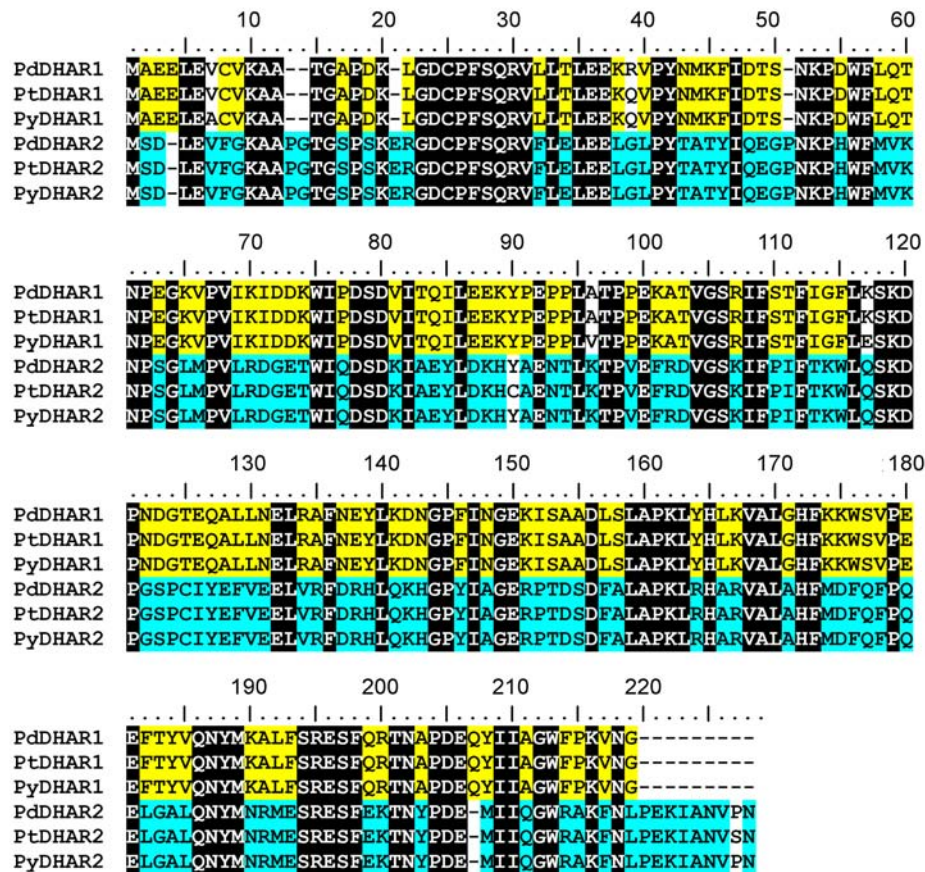 10 20 30 40 50 60
PdDHAR1 MAEELEVCVKAA--TGAPDK-LGDCPFSQRVLLTLEEKRVPYNMKFIDTS-NKPDWFLQT
PtDHAR1 MAEELEVCVKAA--TGAPDK-LGDCPFSQRVLLTLEEKQVPYNMKFIDTS-NKPDWFLQT
PyDHAR1 MAEELEACVKAA--TGAPDK-LGDCPFSQRVLLTLEEKQVPYNMKFIDTS-NKPDWFLQT
PdDHAR2 MSD-LEVFGKAAPGTGSPSKERGDCPFSQRVFLELEELGLPYTATYIQEGPNKPHWFMVK
PtDHAR2 MSD-LEVFGKAAPGTGSPSKERGDCPFSQRVFLELEELGLPYTATYIQEGPNKPHWFMVK
PyDHAR2 MSD-LEVFGKAAPGTGSPSKERGDCPFSQRVFLELEELGLPYTATYIQEGPNKPHWFMVK
70 80 90 100 110 120
PdDHAR1 NPEGKVPVIKIDDKWIPDSDVITQILEEKYPEPPLATPPEKATVGSRIFSTFIGFLKSKD
PtDHAR1 NPEGKVPVIKIDDKWIPDSDVITQILEEKYPEPPLATPPEKATVGSRIFSTFIGFLKSKD
PyDHAR1 NPEGKVPVIKIDDKWIPDSDVITQILEEKYPEPPLVTPPEKATVGSRIFSTFIGFLESKD
PdDHAR2 NPSGLMPVLRDGETWIQDSDKIAEYLDKHYAENTLKTPVEFRDVGSKIFPIFTKWLQSKD
PtDHAR2 NPSGLMPVLRDGETWIQDSDKIAEYLDKHCAENTLKTPVEFRDVGSKIFPIFTKWLQSKD
PyDHAR2 NPSGLMPVLRDGETWIQDSDKIAEYLDKHYAENTLKTPVEFRDVGSKIFPIFTKWLQSKD
130 140 150 160 170 180
PdDHAR1 PNDGTEQALLNELRAFNEYLKDNGPFINGEKISAADLSLAPKLYHLKVALGHFKKWSVPE
PtDHAR1 PNDGTEQALLNELRAFNEYLKDNGPFINGEKISAADLSLAPKLYHLKVALGHFKKWSVPE
PyDHAR1 PNDGTEQALLNELRAFNEYLKDNGPFINGEKISAADLSLAPKLYHLKVALGHFKKWSVPE
PdDHAR2 PGSPCIYEFVEELVRFDRHLQKHGPYIAGERPTDSDFALAPKLRHARVALAHFMDFQFPQ
PtDHAR2 PGSPCIYEFVEELVRFDRHLQKHGPYIAGERPTDSDFALAPKLRHARVALAHFMDFQFPQ
PyDHAR2 PGSPCIYEFVEELVRFDRHLQKHGPYIAGERPTDSDFALAPKLRHARVALAHFMDFQFPQ
190 200 210 220
PdDHAR1 EFTYVQNYMKALFSRESFQRTNAPDEQYIIAGWFPKVNG---------
PtDHAR1 EFTYVQNYMKALFSRESFQRTNAPDEQYIIAGWFPKVNG---------
PyDHAR1 EFTYVQNYMKALFSRESFQRTNAPDEQYIIAGWFPKVNG---------
PdDHAR2 ELGALQNYMNRMESRESFEKTNYPDE-MIIQGWRAKFNLPEKIANVPN
PtDHAR2 ELGALQNYMNRMESRESFEKTNYPDE-MIIQGWRAKFNLPEKIANVPN
PyDHAR2 ELGALQNYMNRMESRESFEKTNYPDE-MIIQGWRAKFNLPEKIANVPN